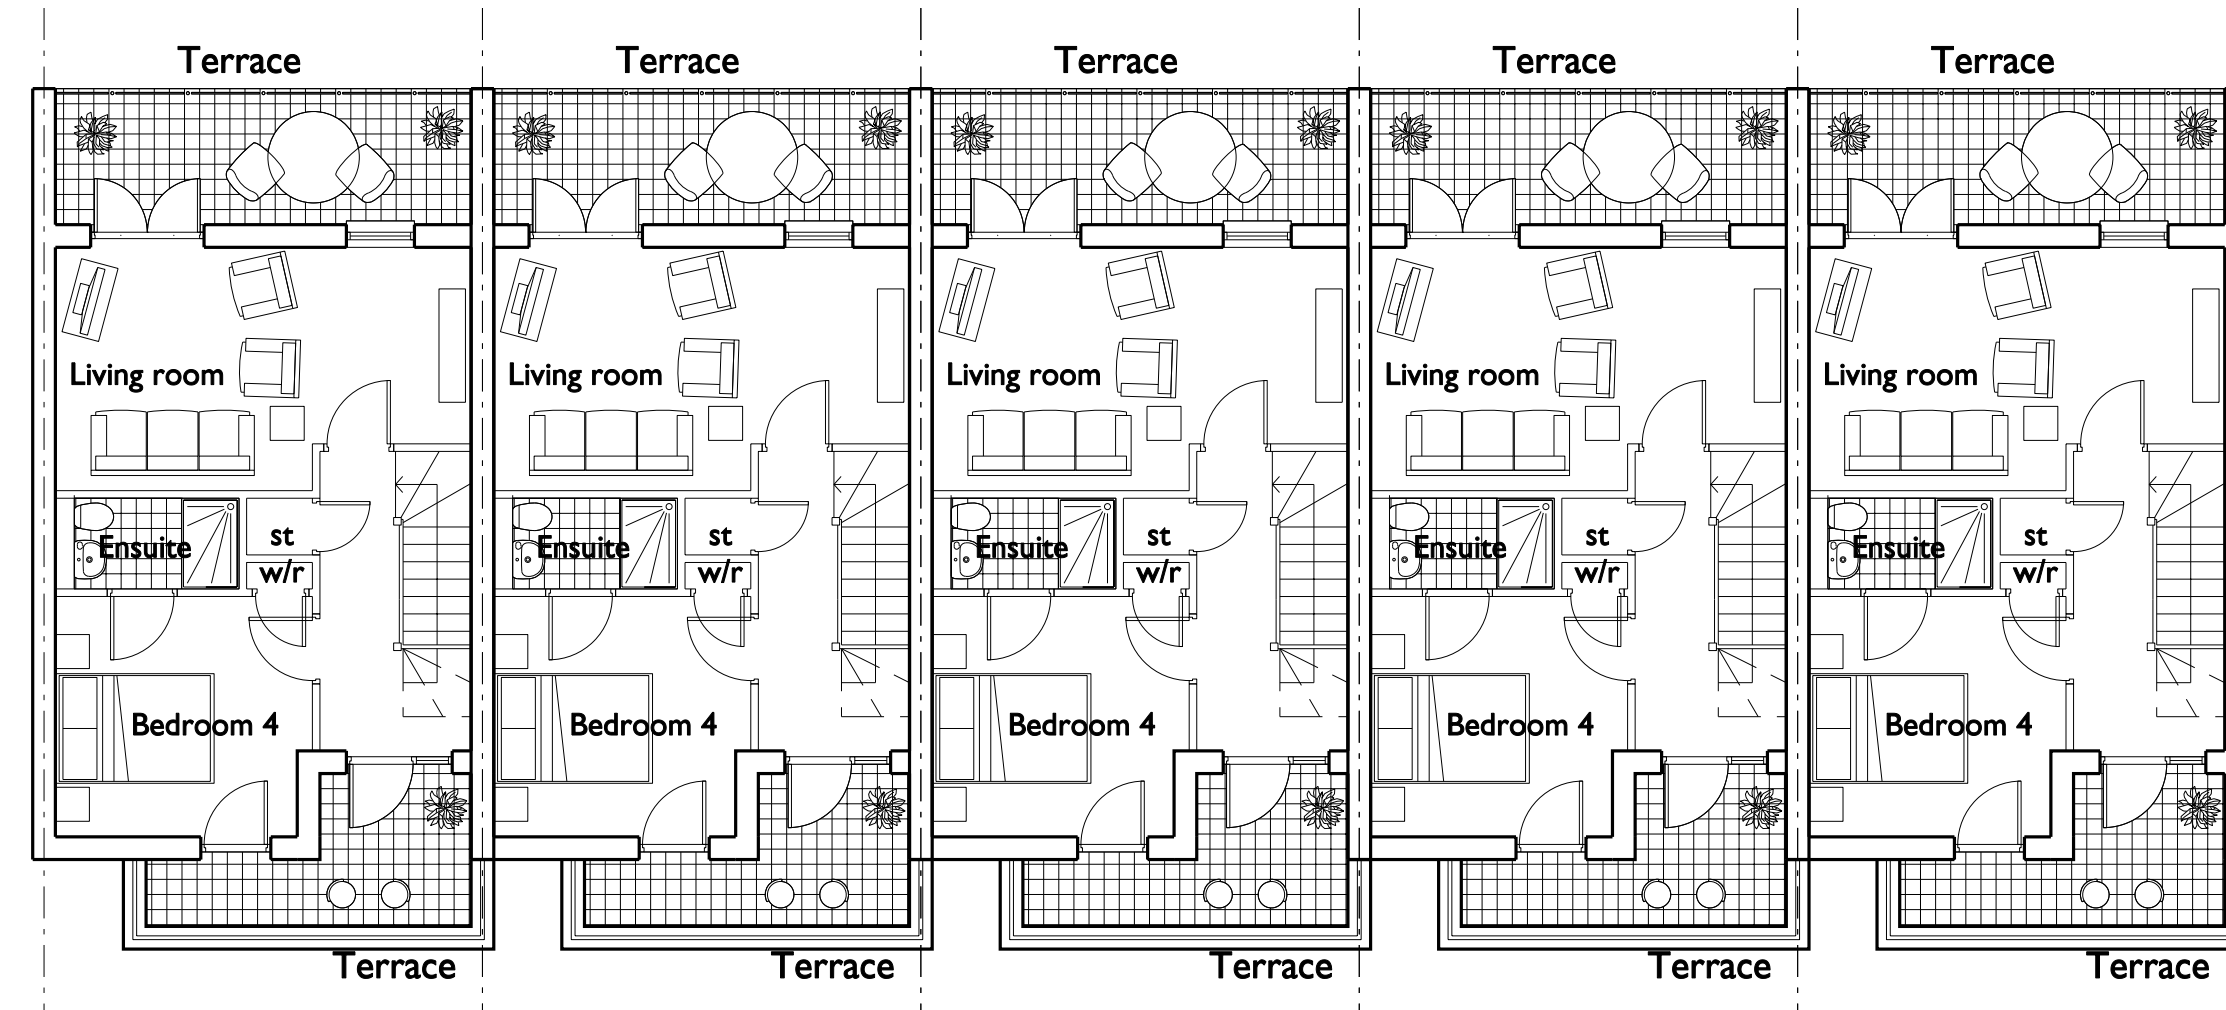 Terrace Terrace Terrace Terrace Terrace
Living room Living room Living room Living room Living room
st st st st st
Ensuite Ensuite Ensuite Ensuite Ensuite
w/r w/r w/r w/r w/r
Bedroom 4 Bedroom 4 Bedroom 4 Bedroom 4 Bedroom 4
Terrace Terrace Terrace Terrace Terrace